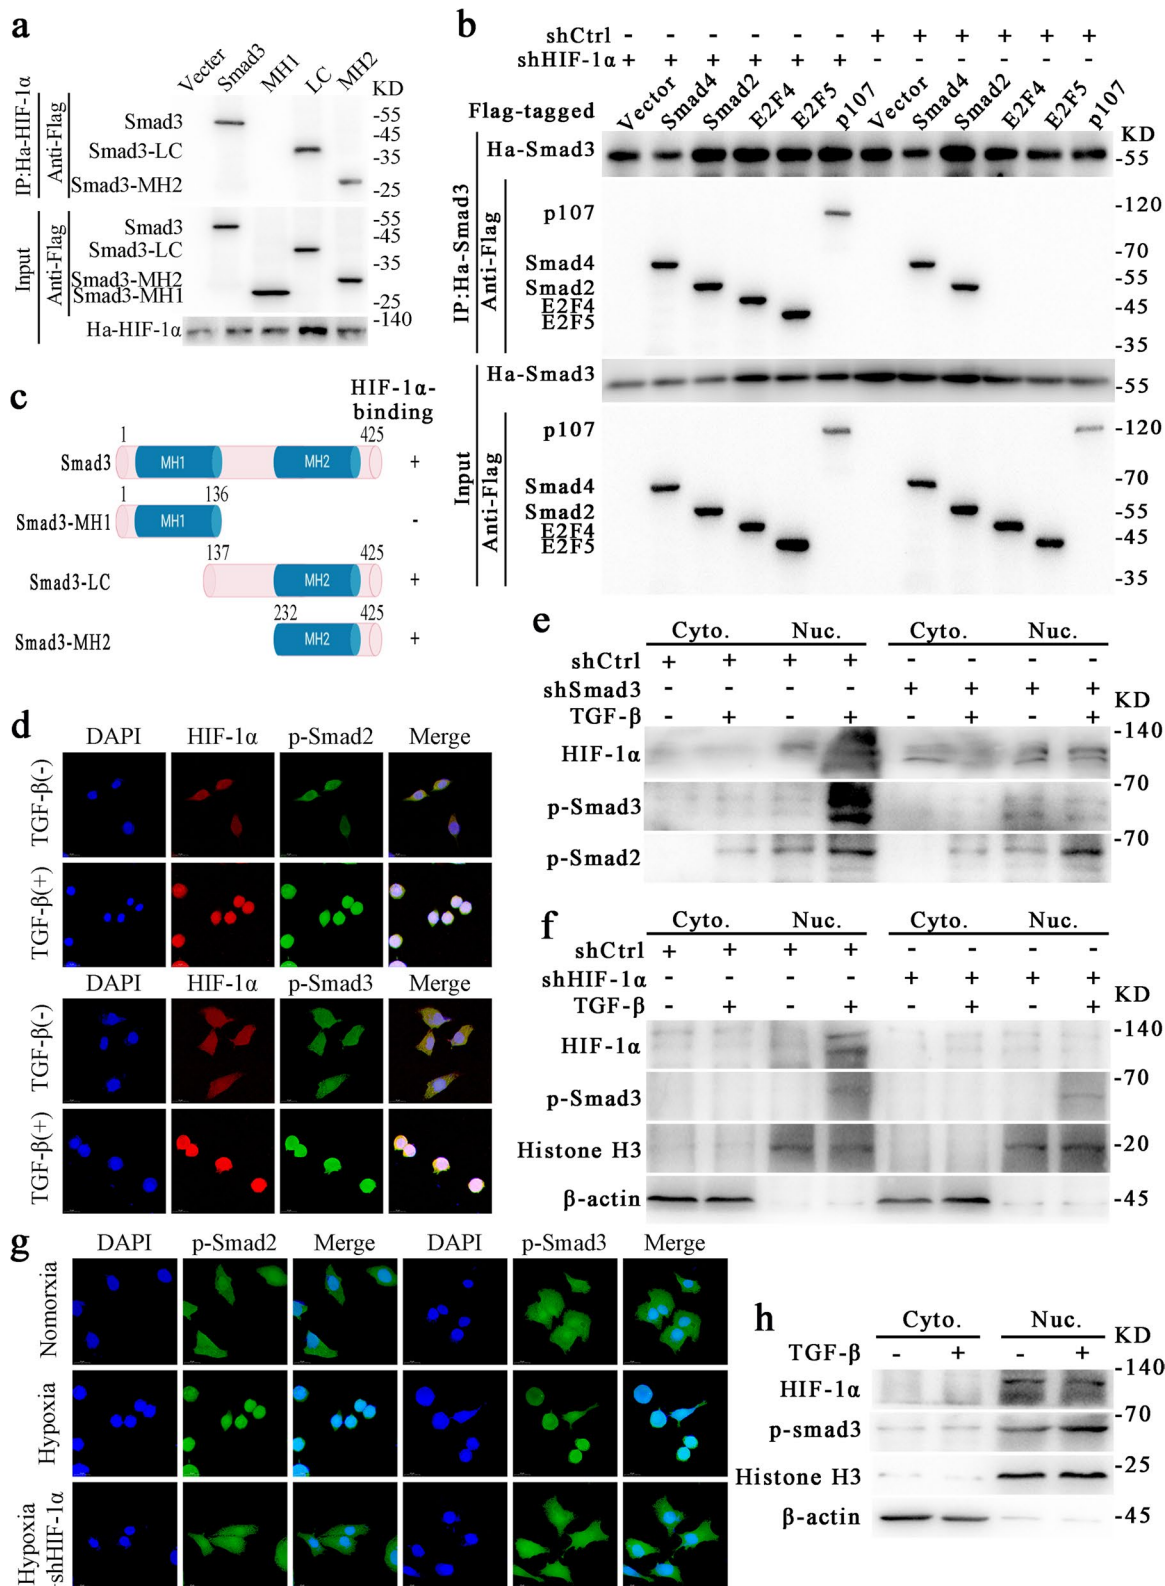 a
Vecter Smad3 MH1 LC MH2
KD
IP:Ha-HIF-1α
Anti-Flag
Smad3
Smad3-LC
Smad3-MH2
-55
-45
-35
-25
Input
Anti-Flag
Smad3
Smad3-LC
Smad3-MH2
Smad3-MH1
-55
-45
-35
-25
-140
Ha-HIF-1α
b
shCtrl - - - - - - + + + + + +
shHIF-1α + + + + + + - - - - - -
Flag-tagged Vector Smad4 Smad2 E2F4 E2F5 p107 Vector Smad4 Smad2 E2F4 E2F5 p107
KD
IP:Ha-Smad3
Anti-Flag
Ha-Smad3 -55
p107 -120
Smad4 -70
Smad2 -55
E2F4 -45
E2F5
-35
Input
Anti-Flag
Ha-Smad3 -55
p107 -120
Smad4 -70
Smad2 -55
E2F4 -45
E2F5
-35
c
HIF-1α-
binding
1 425
Smad3 MH1 MH2 +
1 136
Smad3-MH1 MH1 -
137 425
Smad3-LC MH2 +
232 425
Smad3-MH2 MH2 +
d
DAPI HIF-1α p-Smad2 Merge
TGF-β(-)
TGF-β(+)
DAPI HIF-1α p-Smad3 Merge
TGF-β(-)
TGF-β(+)
e
Cyto. Nuc. Cyto. Nuc.
shCtrl + + + + - - - -
shSmad3 - - - - + + + +
TGF-β - + - + - + - +
KD
-140
HIF-1α
-70
p-Smad3
-70
p-Smad2
f
Cyto. Nuc. Cyto. Nuc.
shCtrl + + + + - - - -
shHIF-1α - - - - + + + +
TGF-β - + - + - + - +
KD
-140
HIF-1α
-70
p-Smad3
Histone H3 -20
β-actin -45
g
DAPI p-Smad2 Merge DAPI p-Smad3 Merge
Nomorxia
Hypoxia
Hypoxia
+shHIF-1α
h
Cyto. Nuc.
TGF-β - + - +
KD
-140
HIF-1α
-70
p-smad3
-25
Histone H3
β-actin -45